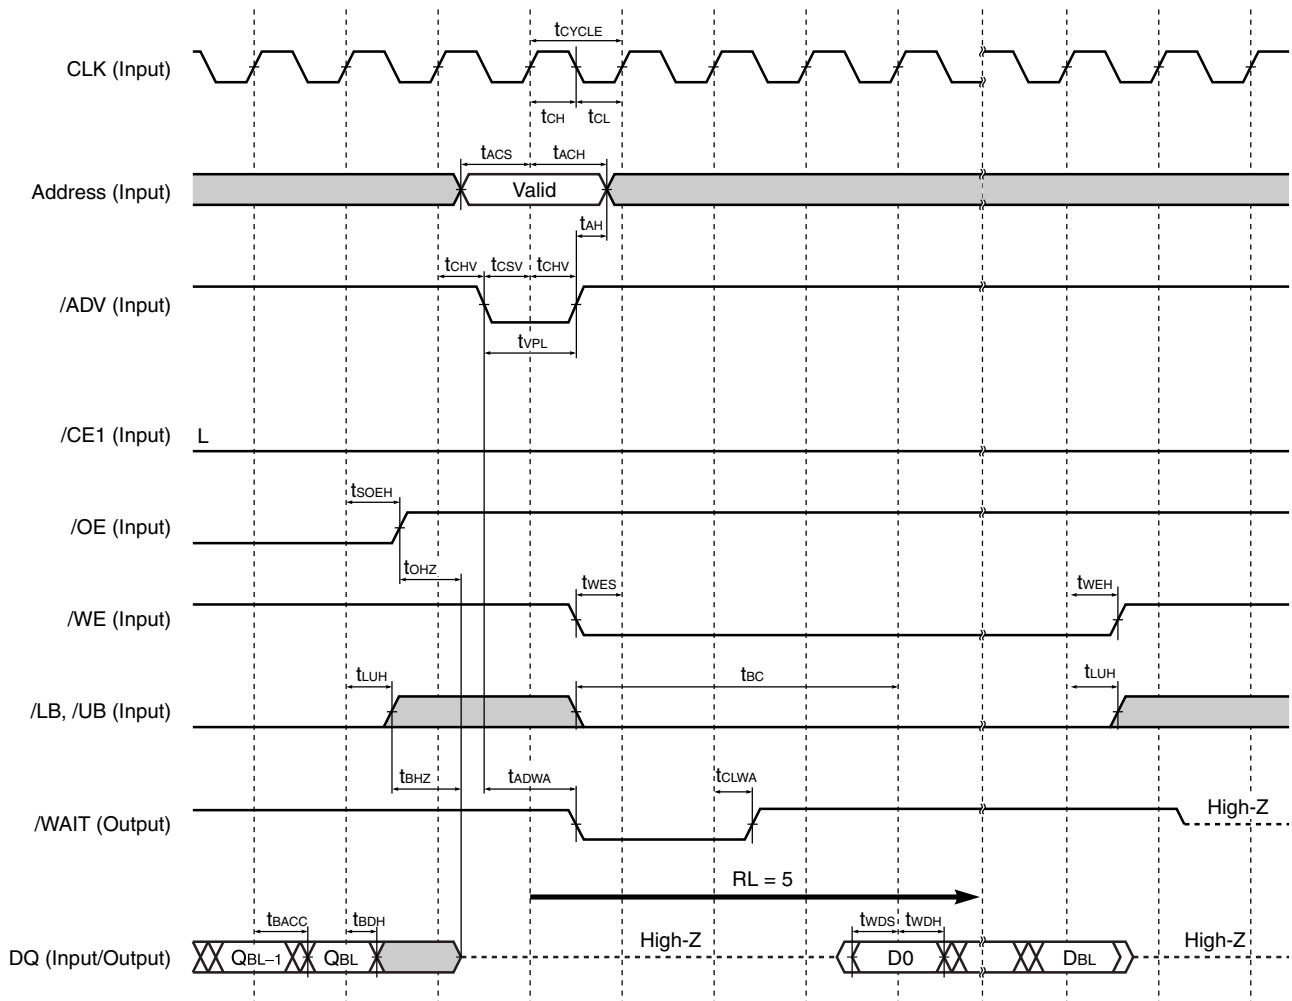 tCYCLE
CLK (Input)
tCH
tCL
tACS
tACH
Address (Input)
Valid
tAH
tCHV
tCSV
tCHV
/ADV (Input)
tVPL
/CE1 (Input)
L
tSOEH
/OE (Input)
tOHZ
tWES
tWEH
/WE (Input)
tLUH
tBC
tLUH
/LB, /UB (Input)
tBHZ
tADWA
tCLWA
/WAIT (Output)
High-Z
RL = 5
tBACC
tBDH
tWDS
tWDH
DQ (Input/Output)
QBL–1
QBL
High-Z
D0
DBL
High-Z